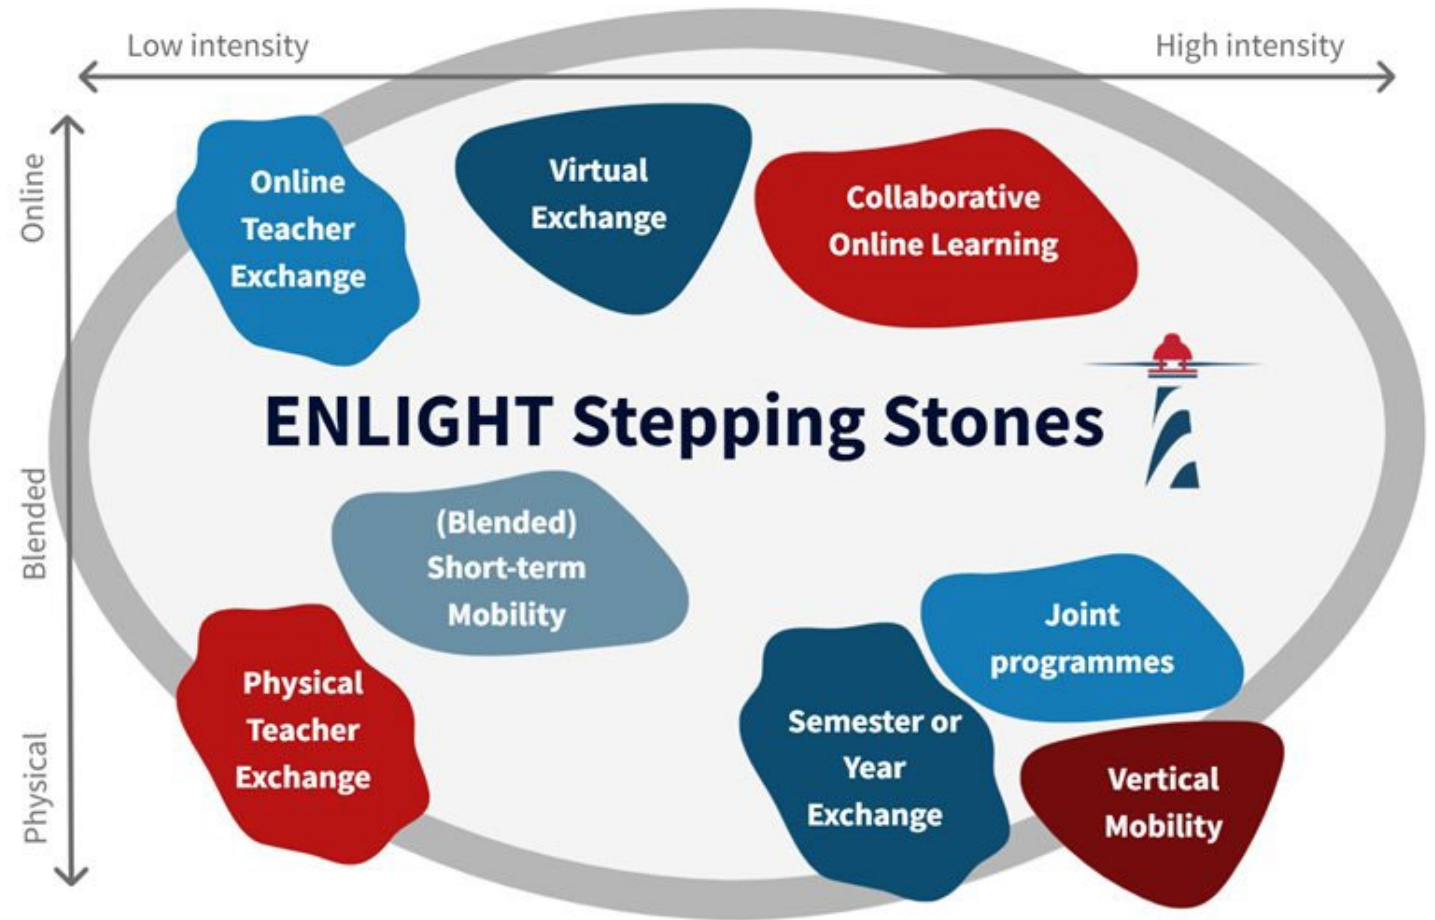 Low intensity
High intensity
Online
Blended
Physical
Online
Teacher
Exchange
Virtual
Exchange
Collaborative
Online Learning
ENLIGHT Stepping Stones
(Blended)
Short-term
Mobility
Joint
programmes
Physical
Teacher
Exchange
Semester or
Year
Exchange
Vertical
Mobility